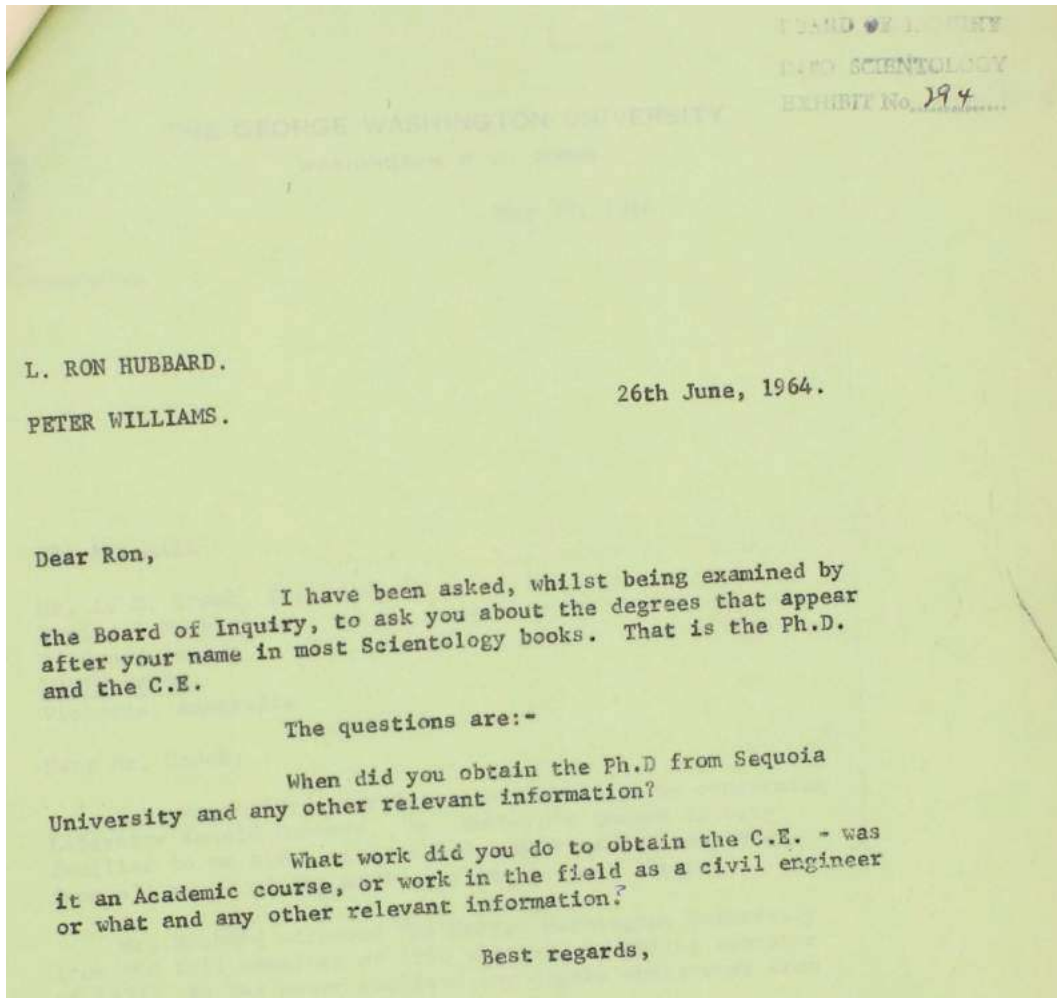 BOARD OF INQUIRY
INTO SCIENTOLOGY
EXHIBIT No. 294
THE GEORGE WASHINGTON UNIVERSITY
L. RON HUBBARD.
26th June, 1964.
PETER WILLIAMS.
Dear Ron,
I have been asked, whilst being examined by
the Board of Inquiry, to ask you about the degrees that appear
after your name in most Scientology books. That is the Ph.D.
and the C.E.
The questions are:-
When did you obtain the Ph.D from Sequoia
University and any other relevant information?
What work did you do to obtain the C.E. - was
it an Academic course, or work in the field as a civil engineer
or what and any other relevant information?
Best regards,